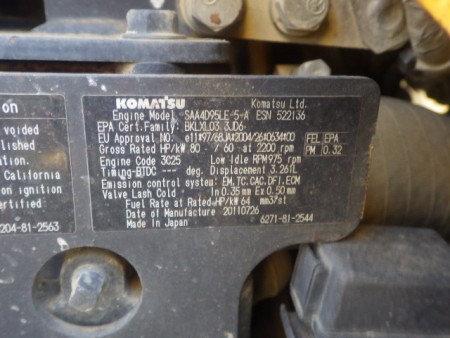 on
voided
blished
California
on ignition
ertified
204-81-2563
KOMATSU Komatsu Ltd.
Engine Model SAA4D95LE-5-A ESN 522136
EPA Cert.Family: BKLXL03.3JD6
EU Approval.No. e11*97/68JA*2004/26*0634*00 FEL EPA
Gross Rated HP/kW 80 / 60 at 2200 rpm PM 0.32
Engine Code 3C25 Low Idle RPM 975 rpm
Timing-BTDC --- deg. Displacement 3.261L
Emission control system: EM,TC,CAC,DFI,ECM
Valve Lash Cold In 0.35mm Ex 0.50mm
Fuel Rate at Rated HP/kW 64 mm3/st
Date of Manufacture 20110726
Made In Japan 6271-81-2544